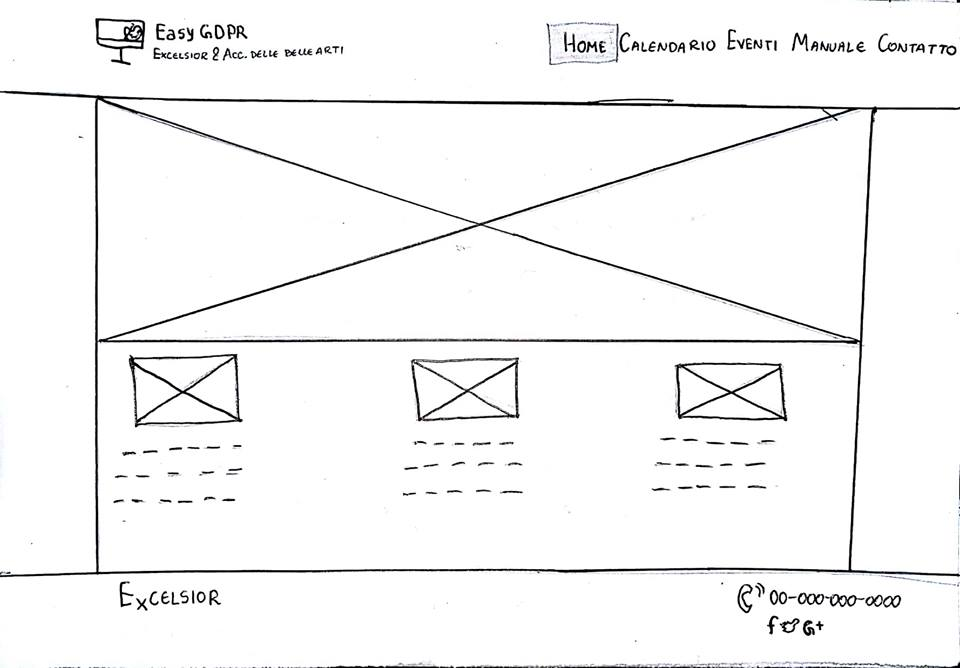 Easy GDPR
EXCELSIOR & ACC. DELLE BELLE ARTI
HOME CALENDARIO EVENTI MANUALE CONTATTO
EXCELSIOR
00-000-000-0000
f G+